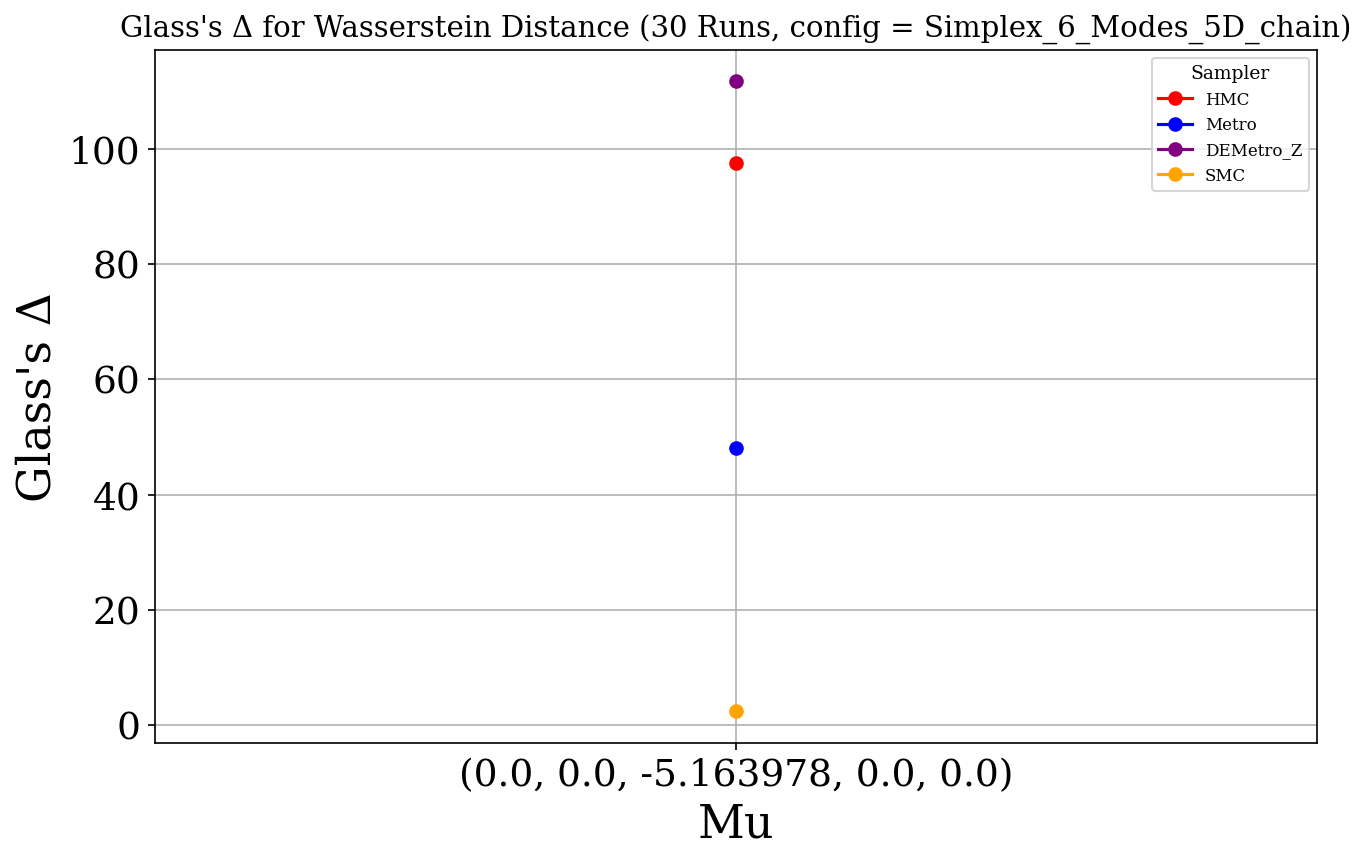 Glass's Δ for Wasserstein Distance (30 Runs, config = Simplex_6_Modes_5D_chain)
Sampler
HMC
Metro
DEMetro_Z
SMC
Glass's Δ
100
80
60
40
20
0
(0.0, 0.0, -5.163978, 0.0, 0.0)
Mu